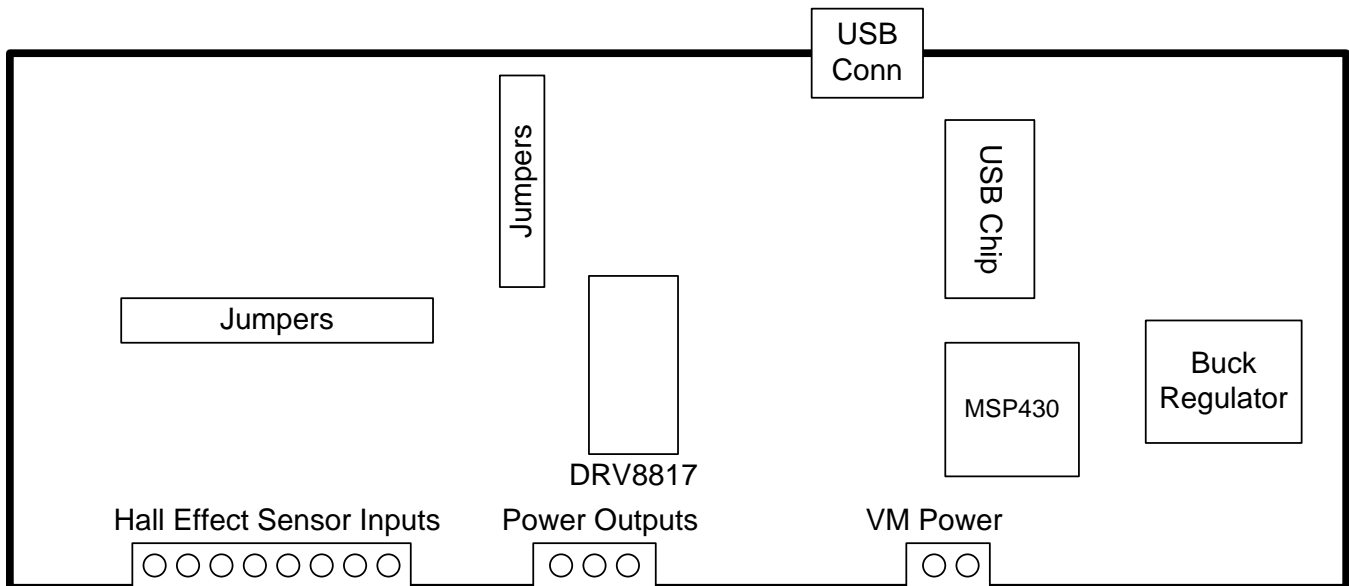 USB
Conn
Jumpers
USB Chip
Jumpers
Buck
Regulator
MSP430
DRV8817
Hall Effect Sensor Inputs
Power Outputs
VM Power